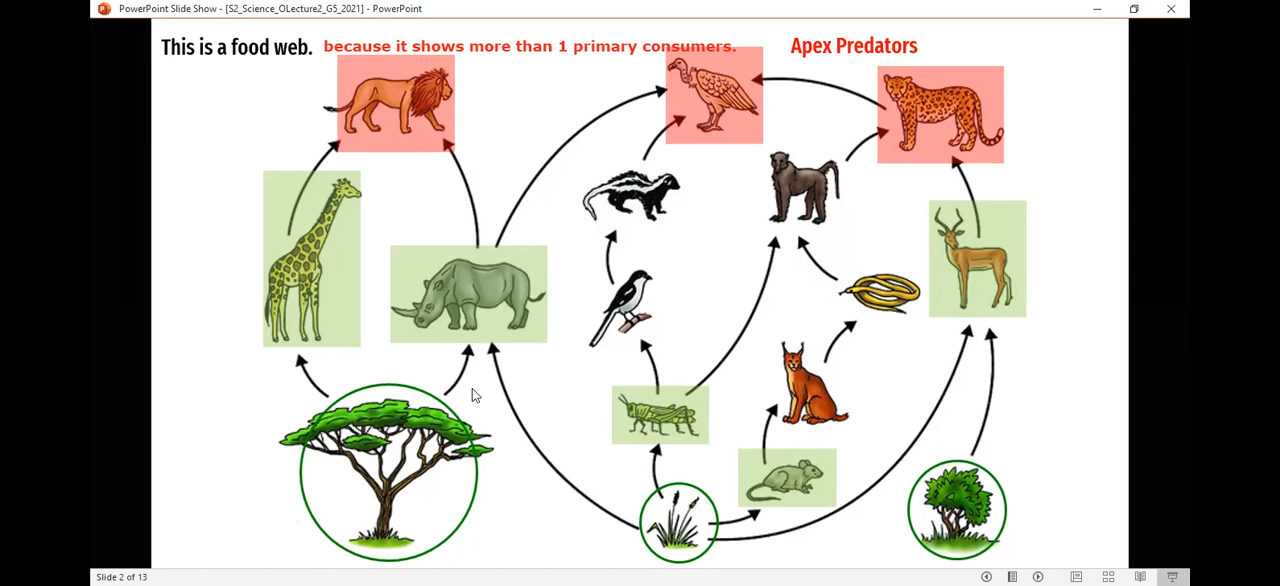 PowerPoint Slide Show - [S2_Science_OLecture2_G5_2021] - PowerPoint
This is a food web. because it shows more than 1 primary consumers. Apex Predators
Slide 2 of 13